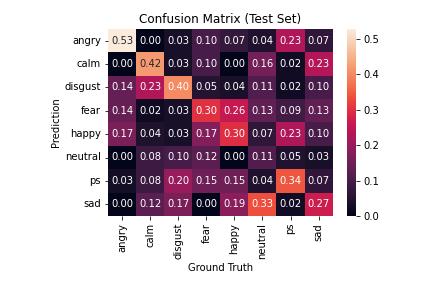 Confusion Matrix (Test Set)
Prediction
angry 0.53 0.00 0.03 0.10 0.07 0.04 0.23 0.07
calm 0.00 0.42 0.03 0.10 0.00 0.16 0.02 0.23
disgust 0.14 0.23 0.40 0.05 0.04 0.11 0.02 0.10
fear 0.14 0.02 0.03 0.30 0.26 0.13 0.09 0.13
happy 0.17 0.04 0.03 0.17 0.30 0.07 0.23 0.10
neutral 0.00 0.08 0.10 0.12 0.00 0.11 0.05 0.03
ps 0.03 0.08 0.20 0.15 0.15 0.04 0.34 0.07
sad 0.00 0.12 0.17 0.00 0.19 0.33 0.02 0.27
angry calm disgust fear happy neutral ps sad
Ground Truth
0.5
0.4
0.3
0.2
0.1
0.0